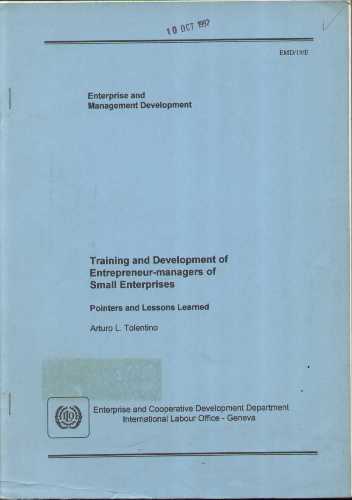 10 OCT 1997
EMD/19/E
Enterprise and
Management Development
Training and Development of
Entrepreneur-managers of
Small Enterprises
Pointers and Lessons Learned
Arturo L. Tolentino
Enterprise and Cooperative Development Department
International Labour Office - Geneva